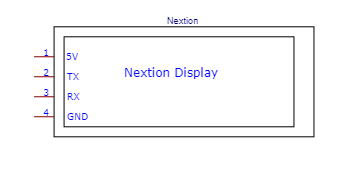 Nextion
1 5V
2 TX
Nextion Display
3 RX
4 GND